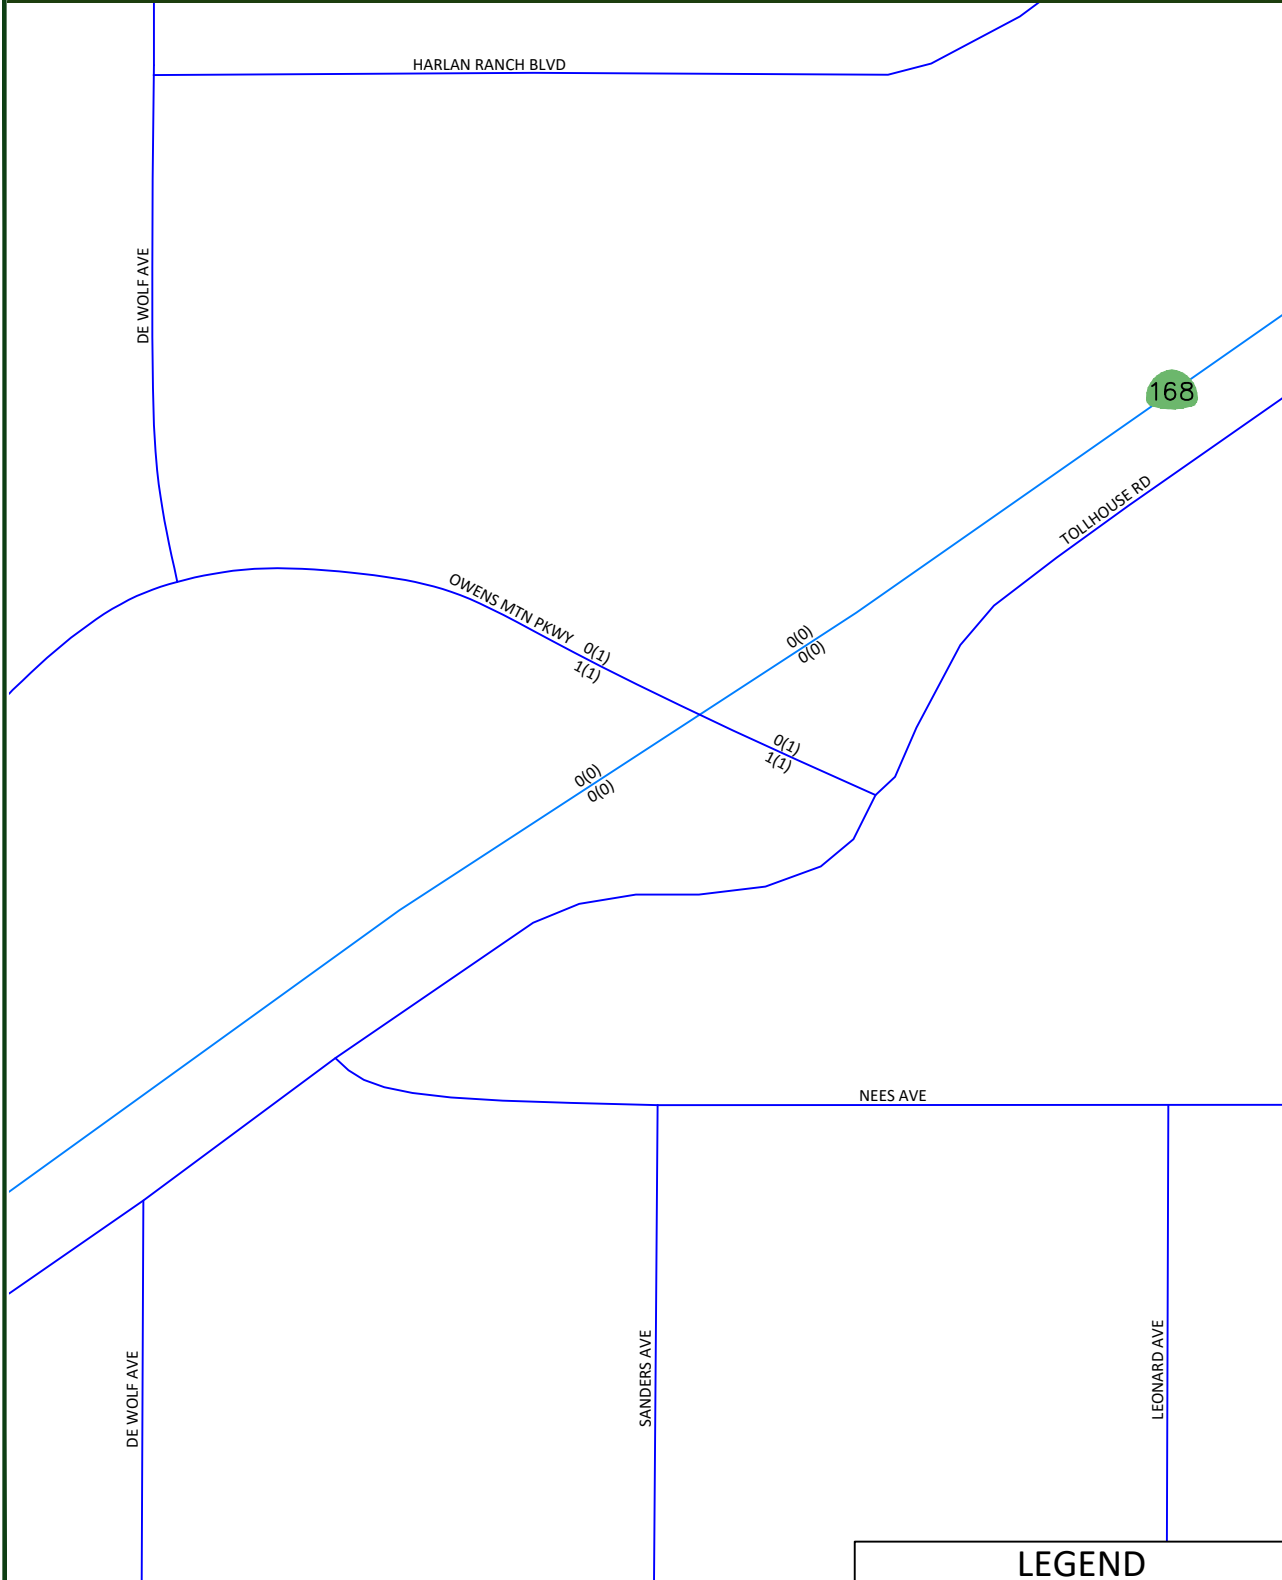 HARLAN RANCH BLVD
DE WOLF AVE
168
TOLLHOUSE RD
OWENS MTN PKWY
0(1)
1(1)
0(0)
0(0)
0(1)
1(1)
0(0)
0(0)
NEES AVE
DE WOLF AVE
SANDERS AVE
LEONARD AVE
LEGEND